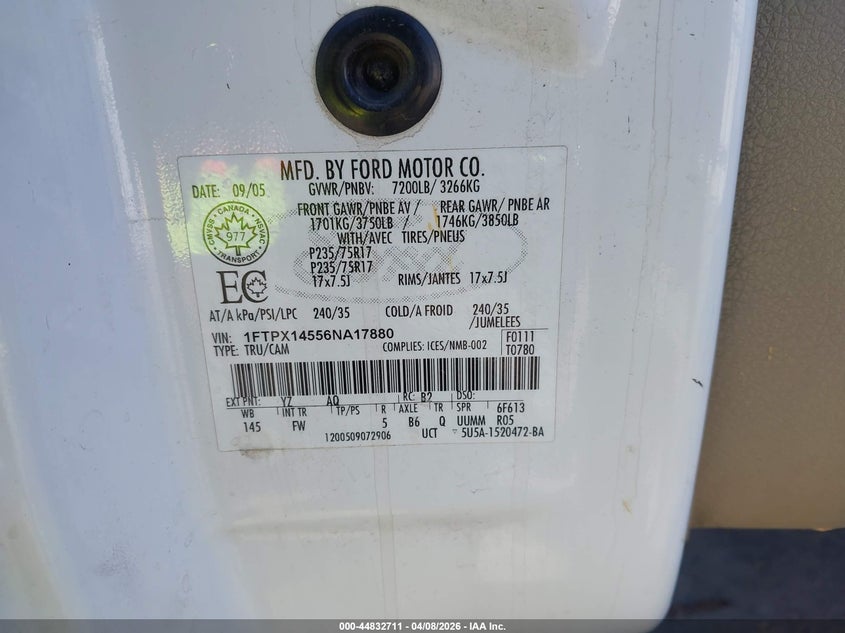 MFD. BY FORD MOTOR CO.
DATE: 09/05 GVWR/PNBV: 7200LB/ 3266KG
FRONT GAWR/PNBE AV / REAR GAWR/ PNBE AR
1701KG/3750LB / 1746KG/3850LB
WITH/AVEC TIRES/PNEUS
P235/75R17
P235/75R17
17x7.5J RIMS/JANTES 17x7.5J
CANADA
CMVSS 977 NSVAC
TRANSPORT
EC
AT/A kPa/PSI/LPC 240/35 COLD/A FROID 240/35
/JUMELEES
VIN: 1FTPX14556NA17880 F0111
TYPE: TRU/CAM COMPLIES: ICES/NMB-002 T0780
EXT PNT: YZ AQ RC: B2 DSO:
WB INT TR TP/PS R AXLE TR SPR 6F613
145 FW 5 B6 Q UUMM R05
1200509072906 UCT 5U5A-1520472-BA
000-44832711 - 04/08/2026 - IAA Inc.